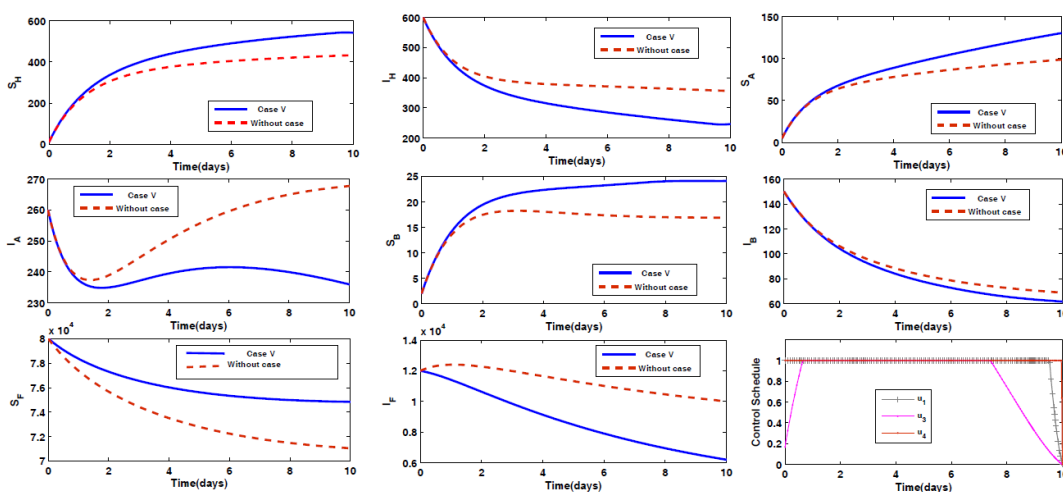 600
400
200
0
S_H
Case V
Without case
0 2 4 6 8 10
Time(days)
600
500
400
300
200
I_H
Case V
Without case
0 2 4 6 8 10
Time(days)
150
100
50
0
S_A
Case V
Without case
0 2 4 6 8 10
Time(days)
270
260
250
240
230
I_A
Case V
Without case
0 2 4 6 8 10
Time(days)
25
20
15
10
5
0
S_B
Case V
Without case
0 2 4 6 8 10
Time(days)
160
140
120
100
80
60
I_B
Case V
Without case
0 2 4 6 8 10
Time(days)
x 10^4
8
7.8
7.6
7.4
7.2
7
S_F
Case V
Without case
0 2 4 6 8 10
Time(days)
x 10^4
1.4
1.2
1
0.8
0.6
I_F
Case V
Without case
0 2 4 6 8 10
Time(days)
1
0.8
0.6
0.4
0.2
0
Control Schedule
u_1
u_3
u_4
0 2 4 6 8 10
Time(days)